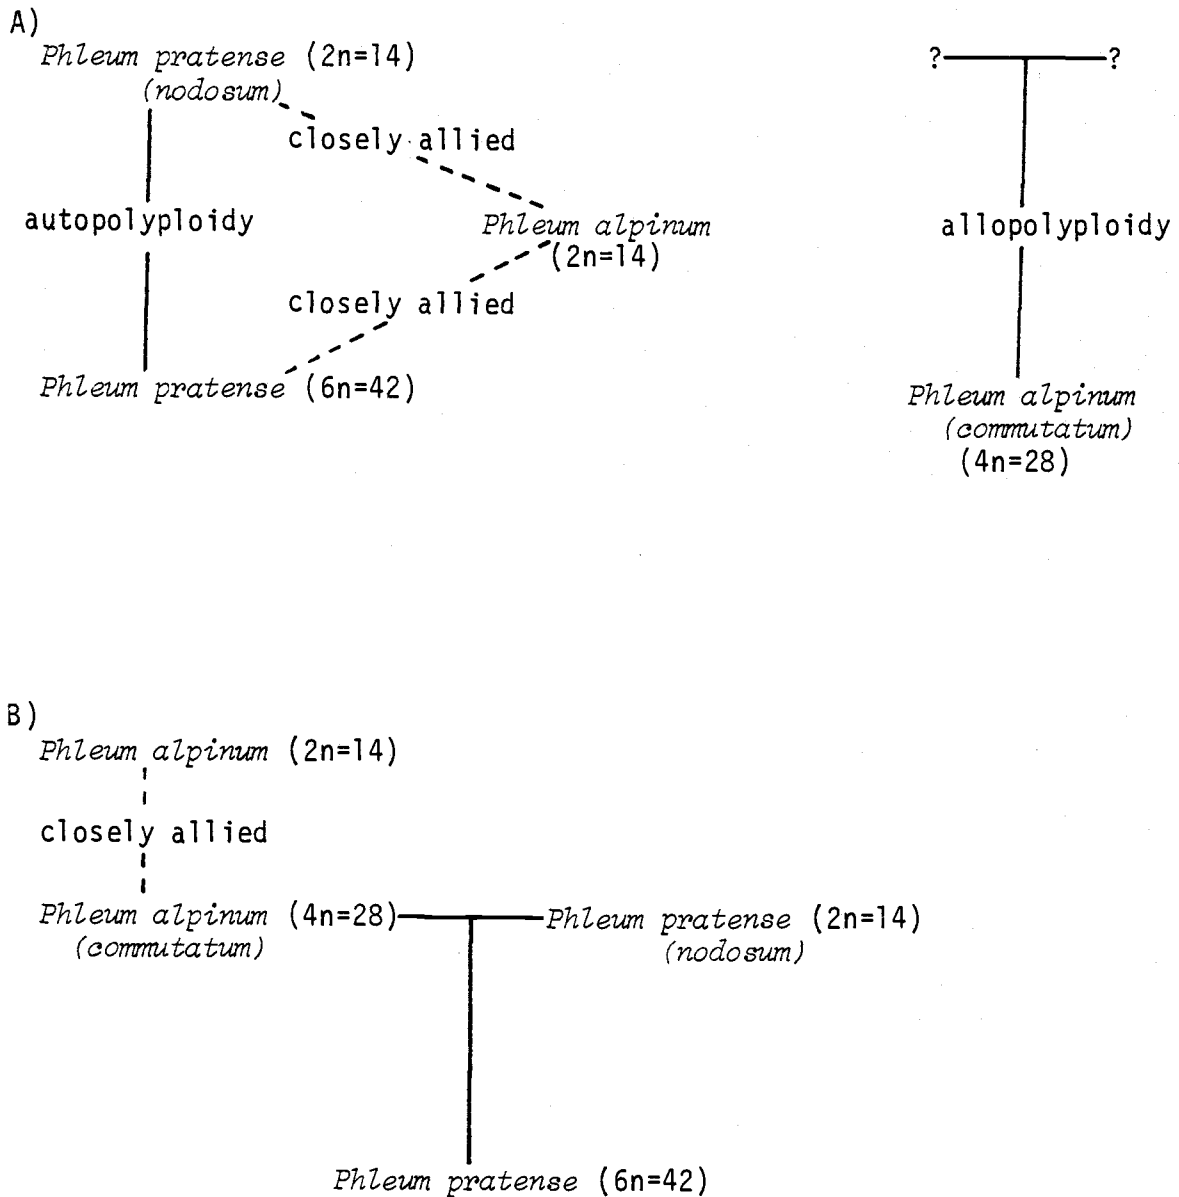 A)
Phleum pratense (2n=14)
(nodosum)
closely allied
autopolyploidy
Phleum alpinum
(2n=14)
closely allied
Phleum pratense (6n=42)
? ?
allopolyploidy
Phleum alpinum
(commutatum)
(4n=28)
B)
Phleum alpinum (2n=14)
closely allied
Phleum alpinum (4n=28)
(commutatum)
Phleum pratense (2n=14)
(nodosum)
Phleum pratense (6n=42)